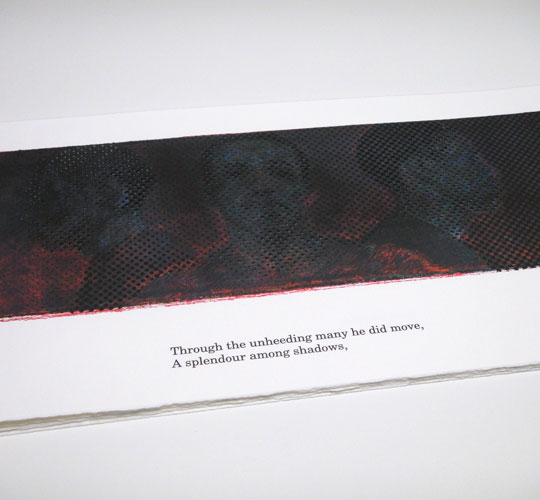 Through the unheeding many he did move,
A splendour among shadows,